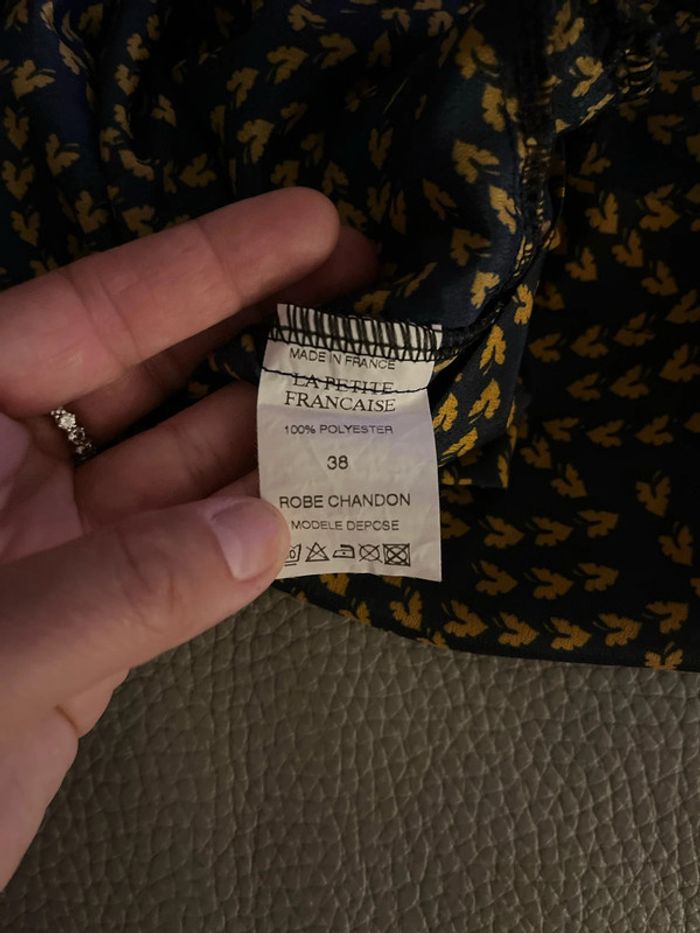 MADE IN FRANCE
LA PETITE
FRANCAISE
100% POLYESTER
38
ROBE CHANDON
MODELE DEPOSE